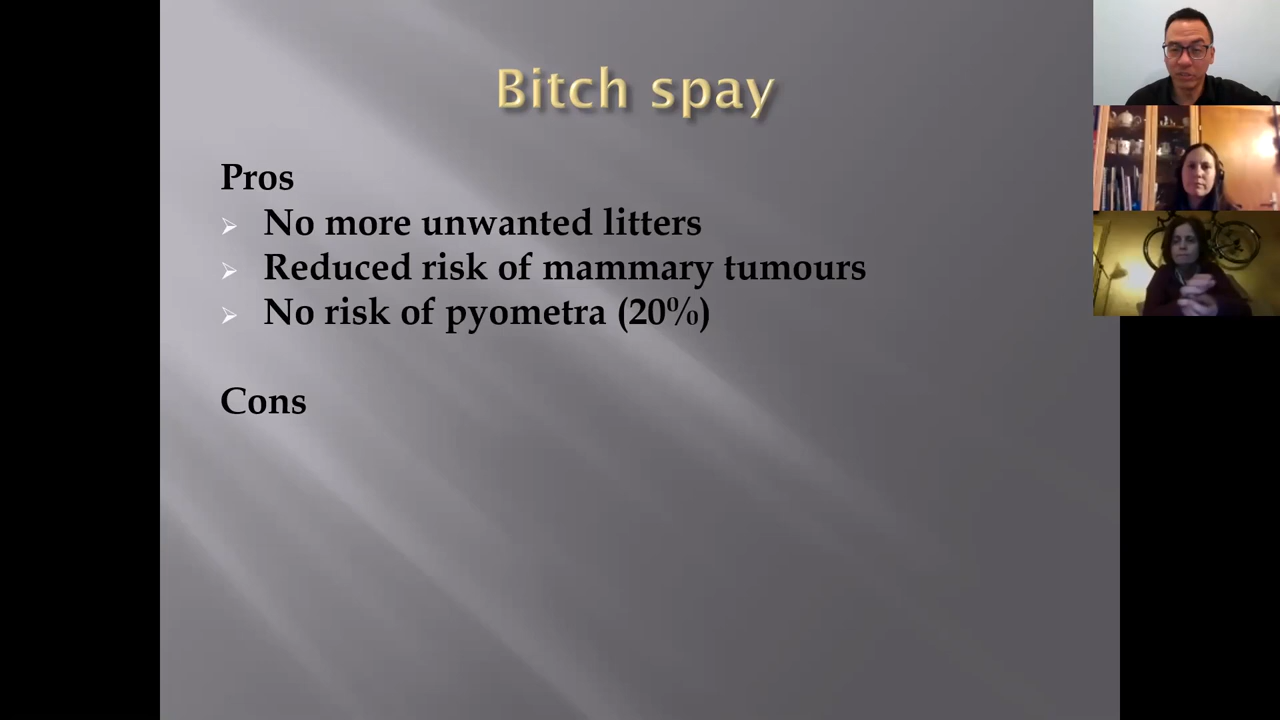 Bitch spay
Pros
No more unwanted litters
Reduced risk of mammary tumours
No risk of pyometra (20%)
Cons